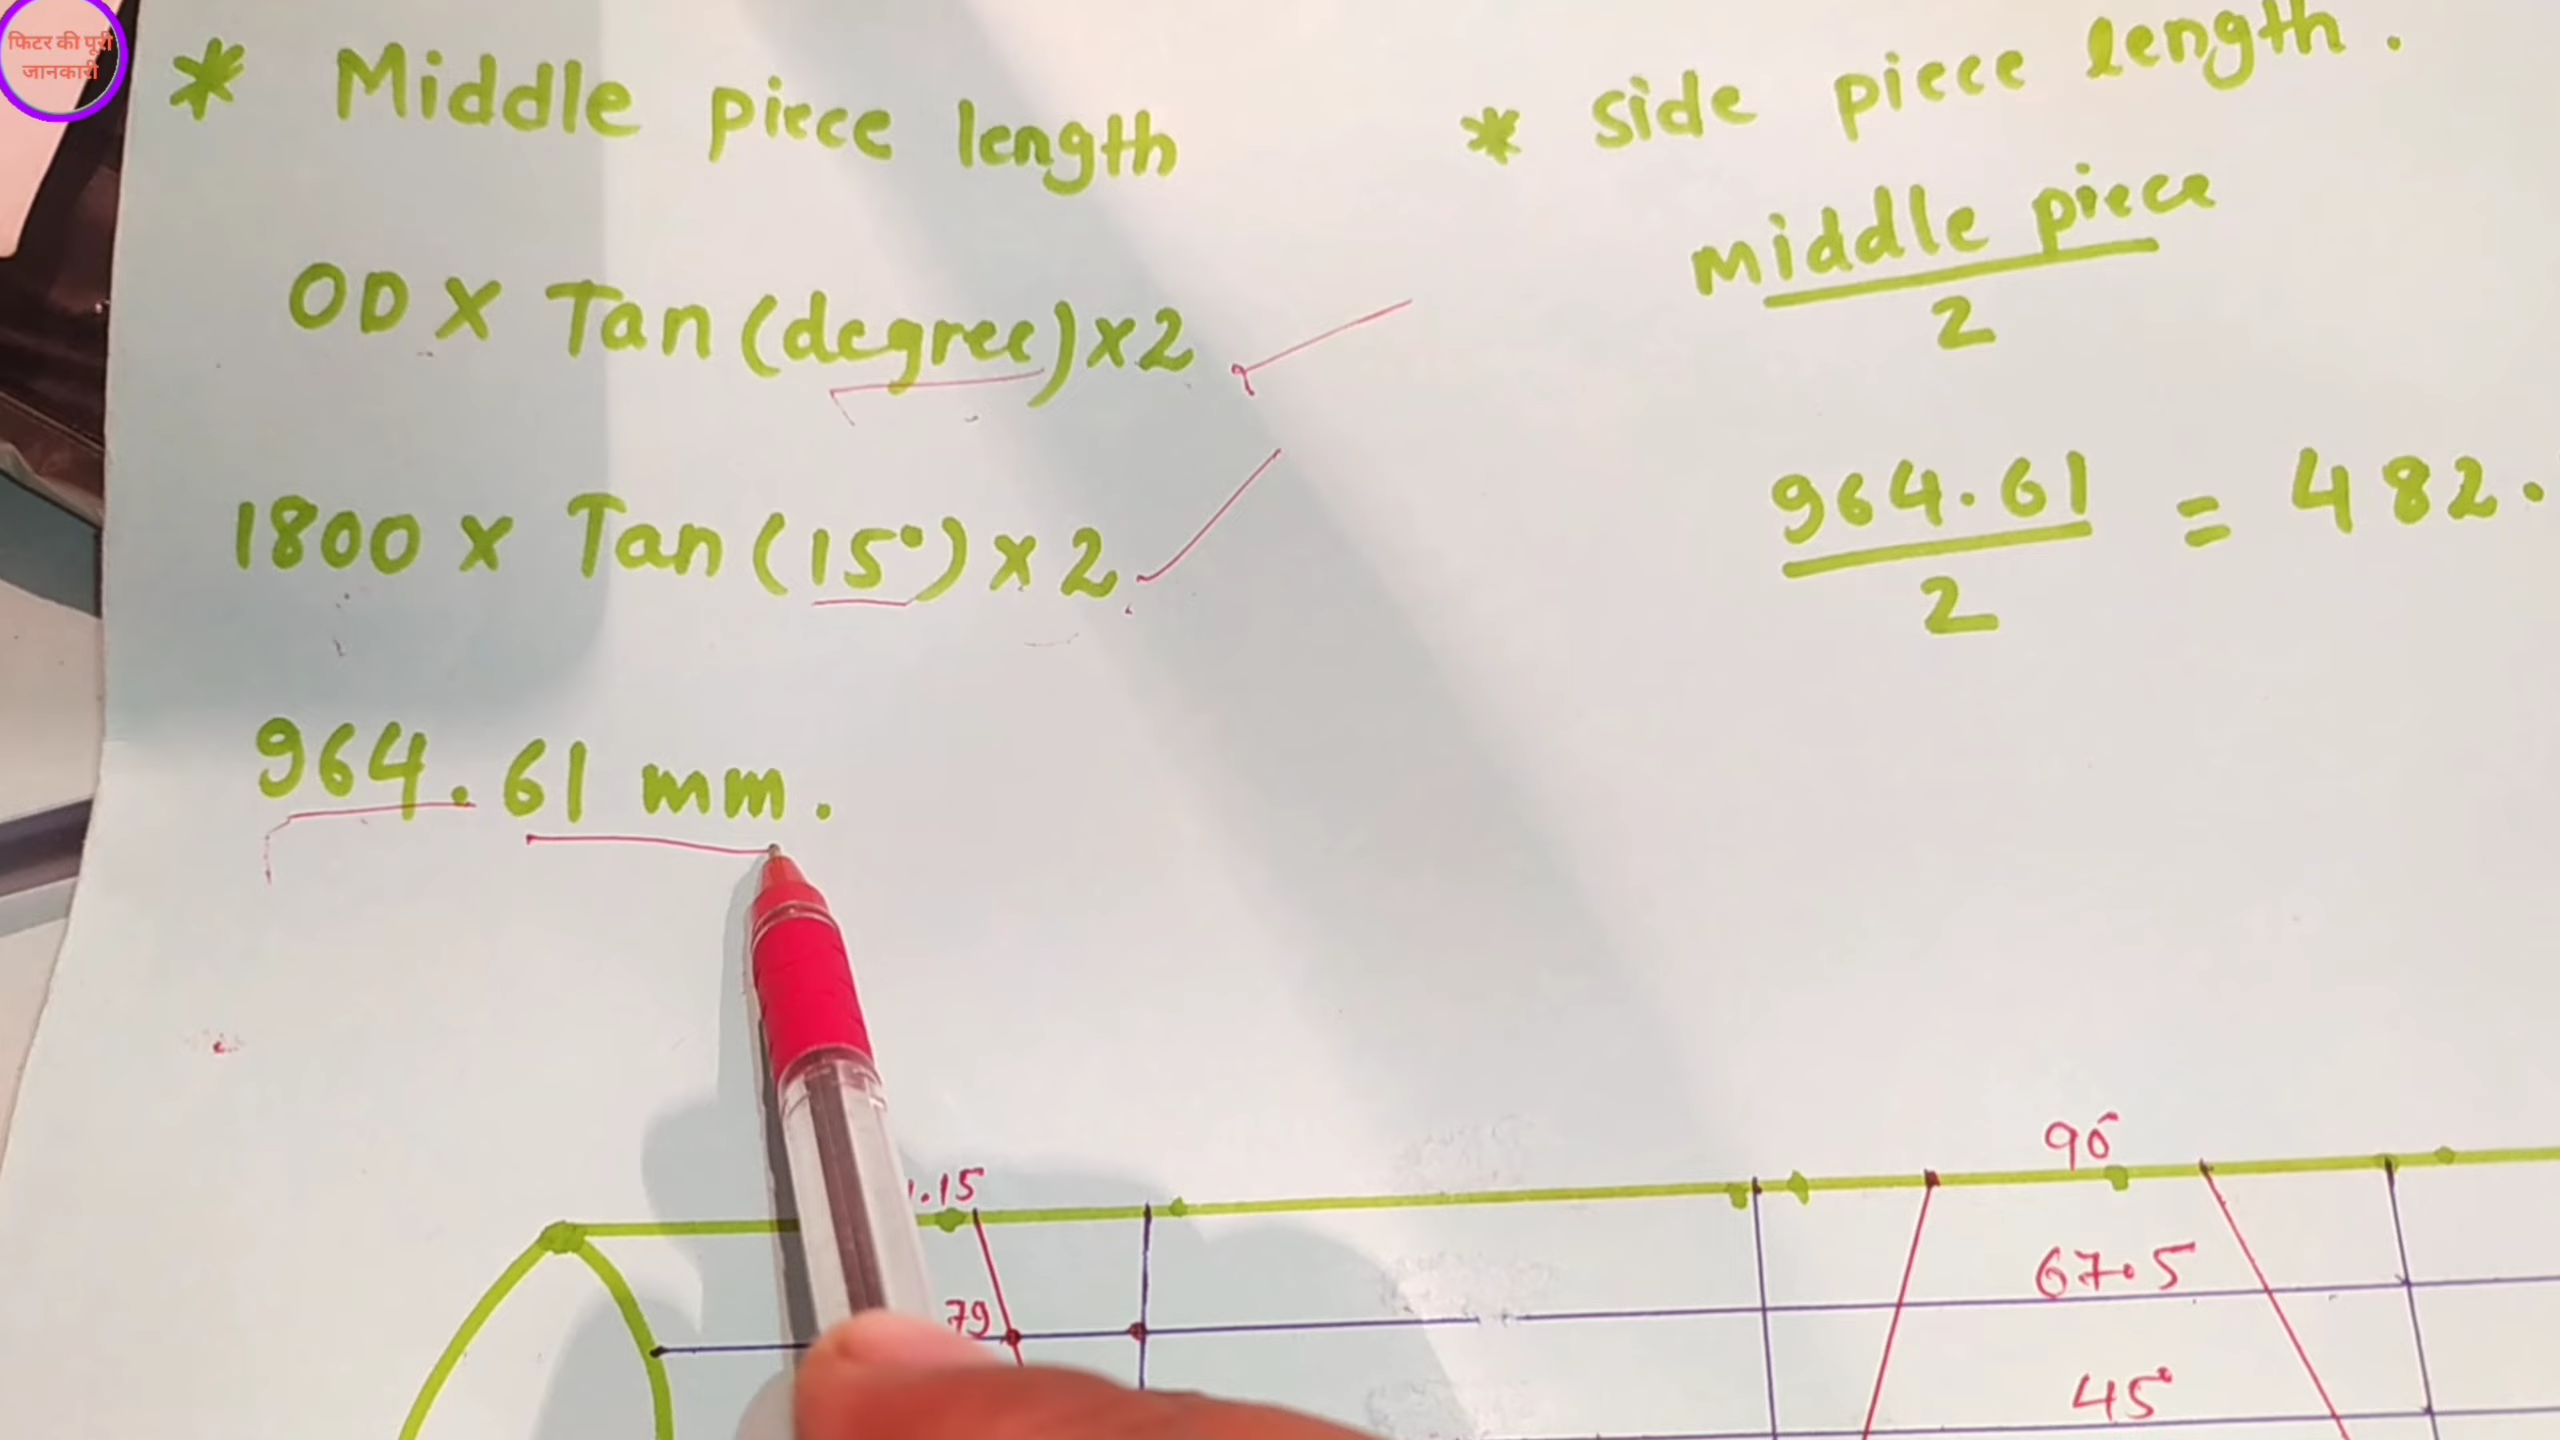 फिटर की पूरी
जानकारी
* Middle piece length
OD X Tan (degree) x 2
1800 x Tan (15°) x 2
964.61 mm.
* Side piece length.
middle piece
2
964.61
2
= 482.
.15
79
90°
67.5
45°